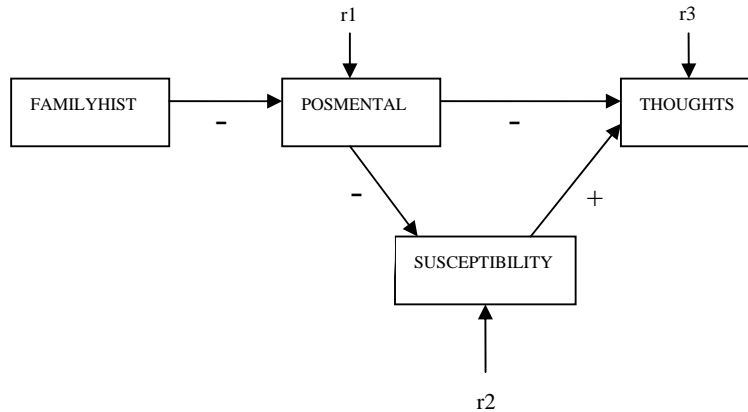 r1
r3
FAMILYHIST
POSMENTAL
THOUGHTS
-
-
-
+
SUSCEPTIBILITY
r2